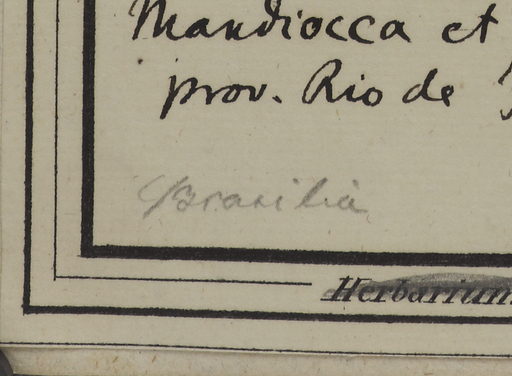 Mandiocca et
prov. Rio de
Brasilia
Herbarium